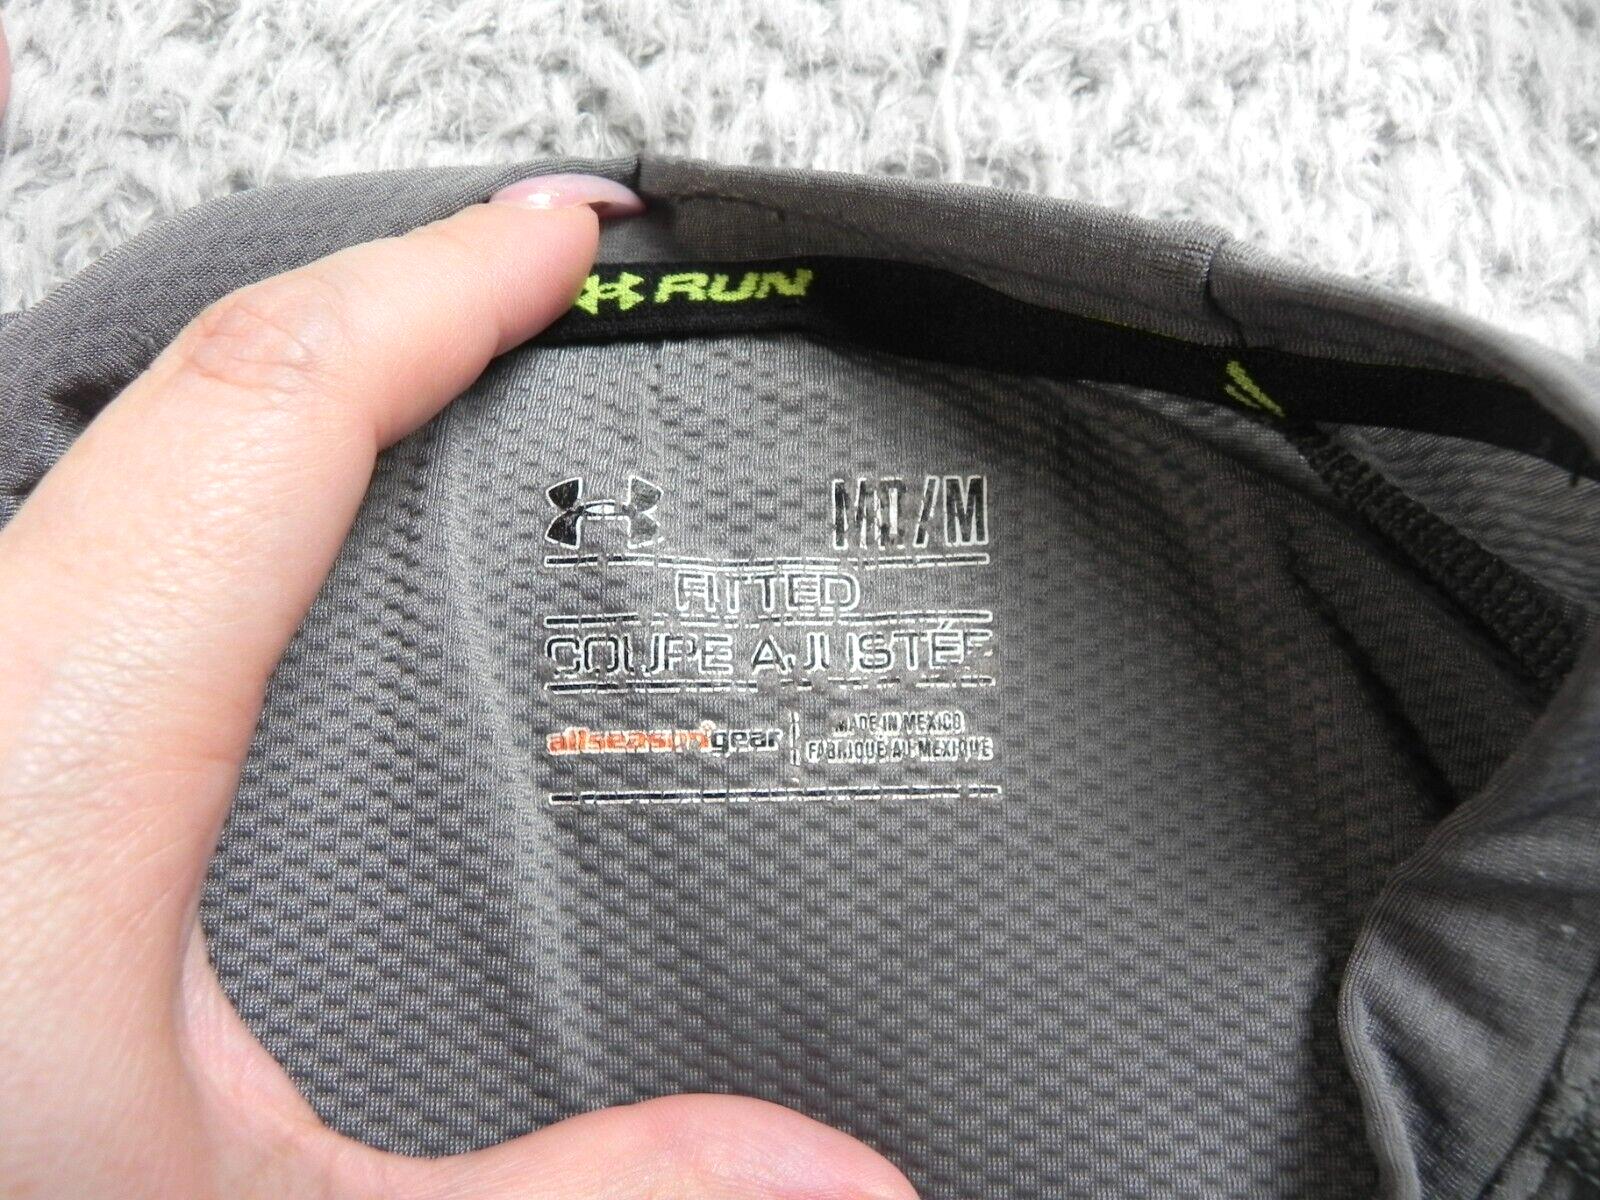 RUN
MD/M
FITTED
COUPE AJUSTÉE
allseasongear
MADE IN MEXICO
FABRIQUÉ AU MEXIQUE